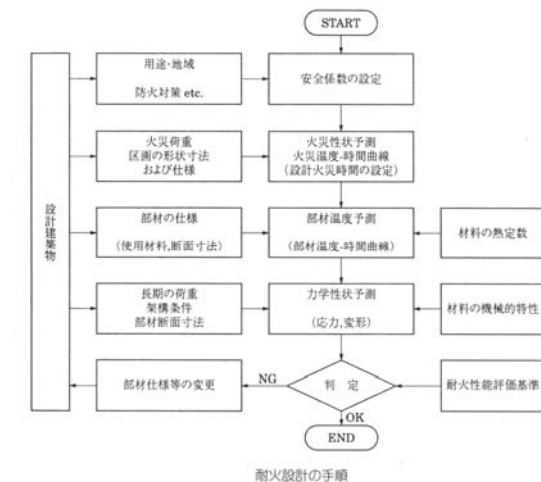 START
用途・地域
防火対策 etc.
安全係数の設定
火災荷重
区画の形状寸法
および仕様
火災性状予測
火災温度-時間曲線
(設計火災時間の設定)
設計建築物
部材の仕様
(使用材料,断面寸法)
部材温度予測
(部材温度-時間曲線)
材料の熱定数
長期の荷重
架構条件
部材断面寸法
力学性状予測
(応力,変形)
材料の機械的特性
部材仕様等の変更
NG
判定
耐火性能評価基準
OK
END
耐火設計の手順